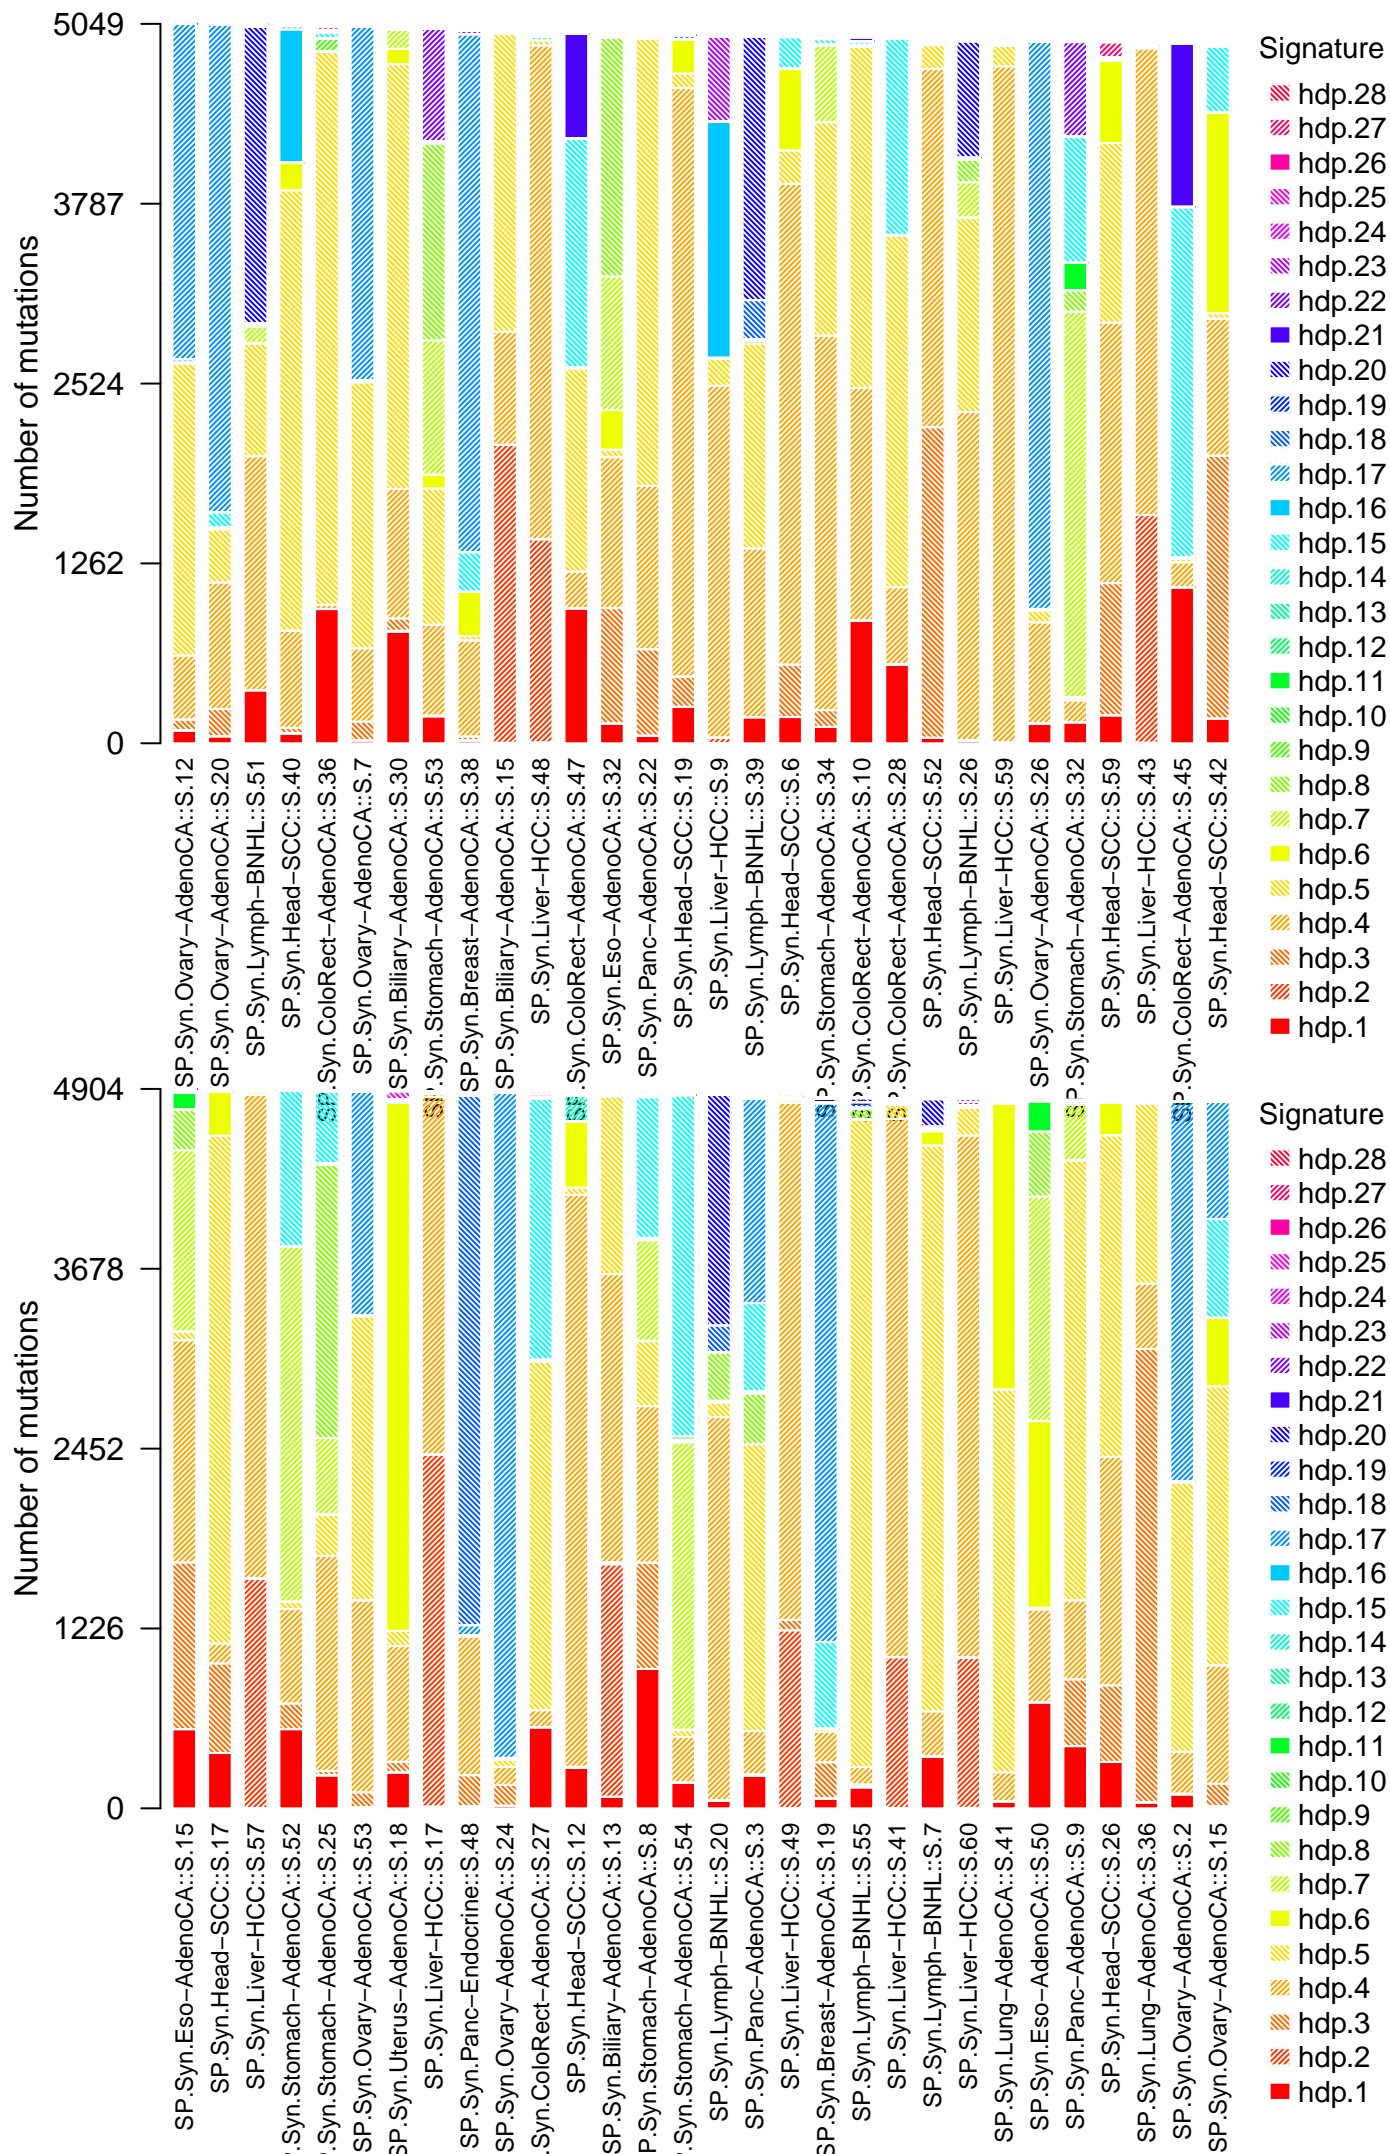 Number of mutations
5049
3787
2524
1262
0
SP.Syn.Ovary−AdenoCA::S.12
SP.Syn.Ovary−AdenoCA::S.20
SP.Syn.Lymph−BNHL::S.51
SP.Syn.Head−SCC::S.40
SP.Syn.ColoRect−AdenoCA::S.36
SP.Syn.Ovary−AdenoCA::S.7
SP.Syn.Biliary−AdenoCA::S.30
SP.Syn.Stomach−AdenoCA::S.53
SP.Syn.Breast−AdenoCA::S.38
SP.Syn.Biliary−AdenoCA::S.15
SP.Syn.Liver−HCC::S.48
SP.Syn.ColoRect−AdenoCA::S.47
SP.Syn.Eso−AdenoCA::S.32
SP.Syn.Panc−AdenoCA::S.22
SP.Syn.Head−SCC::S.19
SP.Syn.Liver−HCC::S.9
SP.Syn.Lymph−BNHL::S.39
SP.Syn.Head−SCC::S.6
SP.Syn.Stomach−AdenoCA::S.34
SP.Syn.ColoRect−AdenoCA::S.10
SP.Syn.ColoRect−AdenoCA::S.28
SP.Syn.Head−SCC::S.52
SP.Syn.Lymph−BNHL::S.26
SP.Syn.Liver−HCC::S.59
SP.Syn.Ovary−AdenoCA::S.26
SP.Syn.Stomach−AdenoCA::S.32
SP.Syn.Head−SCC::S.59
SP.Syn.Liver−HCC::S.43
SP.Syn.ColoRect−AdenoCA::S.45
SP.Syn.Head−SCC::S.42
Signature
hdp.28
hdp.27
hdp.26
hdp.25
hdp.24
hdp.23
hdp.22
hdp.21
hdp.20
hdp.19
hdp.18
hdp.17
hdp.16
hdp.15
hdp.14
hdp.13
hdp.12
hdp.11
hdp.10
hdp.9
hdp.8
hdp.7
hdp.6
hdp.5
hdp.4
hdp.3
hdp.2
hdp.1
Number of mutations
4904
3678
2452
1226
0
SP.Syn.Eso−AdenoCA::S.15
SP.Syn.Head−SCC::S.17
SP.Syn.Liver−HCC::S.57
P.Syn.Stomach−AdenoCA::S.52
P.Syn.Stomach−AdenoCA::S.25
SP.Syn.Ovary−AdenoCA::S.53
SP.Syn.Uterus−AdenoCA::S.18
SP.Syn.Liver−HCC::S.17
SP.Syn.Panc−Endocrine::S.48
SP.Syn.Ovary−AdenoCA::S.24
.Syn.ColoRect−AdenoCA::S.27
SP.Syn.Head−SCC::S.12
SP.Syn.Biliary−AdenoCA::S.13
P.Syn.Stomach−AdenoCA::S.8
P.Syn.Stomach−AdenoCA::S.54
SP.Syn.Lymph−BNHL::S.20
SP.Syn.Panc−AdenoCA::S.3
SP.Syn.Liver−HCC::S.49
SP.Syn.Breast−AdenoCA::S.19
SP.Syn.Lymph−BNHL::S.55
SP.Syn.Liver−HCC::S.41
SP.Syn.Lymph−BNHL::S.7
SP.Syn.Liver−HCC::S.60
SP.Syn.Lung−AdenoCA::S.41
SP.Syn.Eso−AdenoCA::S.50
SP.Syn.Panc−AdenoCA::S.9
SP.Syn.Head−SCC::S.26
SP.Syn.Lung−AdenoCA::S.36
SP.Syn.Ovary−AdenoCA::S.2
SP.Syn.Ovary−AdenoCA::S.15
Signature
hdp.28
hdp.27
hdp.26
hdp.25
hdp.24
hdp.23
hdp.22
hdp.21
hdp.20
hdp.19
hdp.18
hdp.17
hdp.16
hdp.15
hdp.14
hdp.13
hdp.12
hdp.11
hdp.10
hdp.9
hdp.8
hdp.7
hdp.6
hdp.5
hdp.4
hdp.3
hdp.2
hdp.1